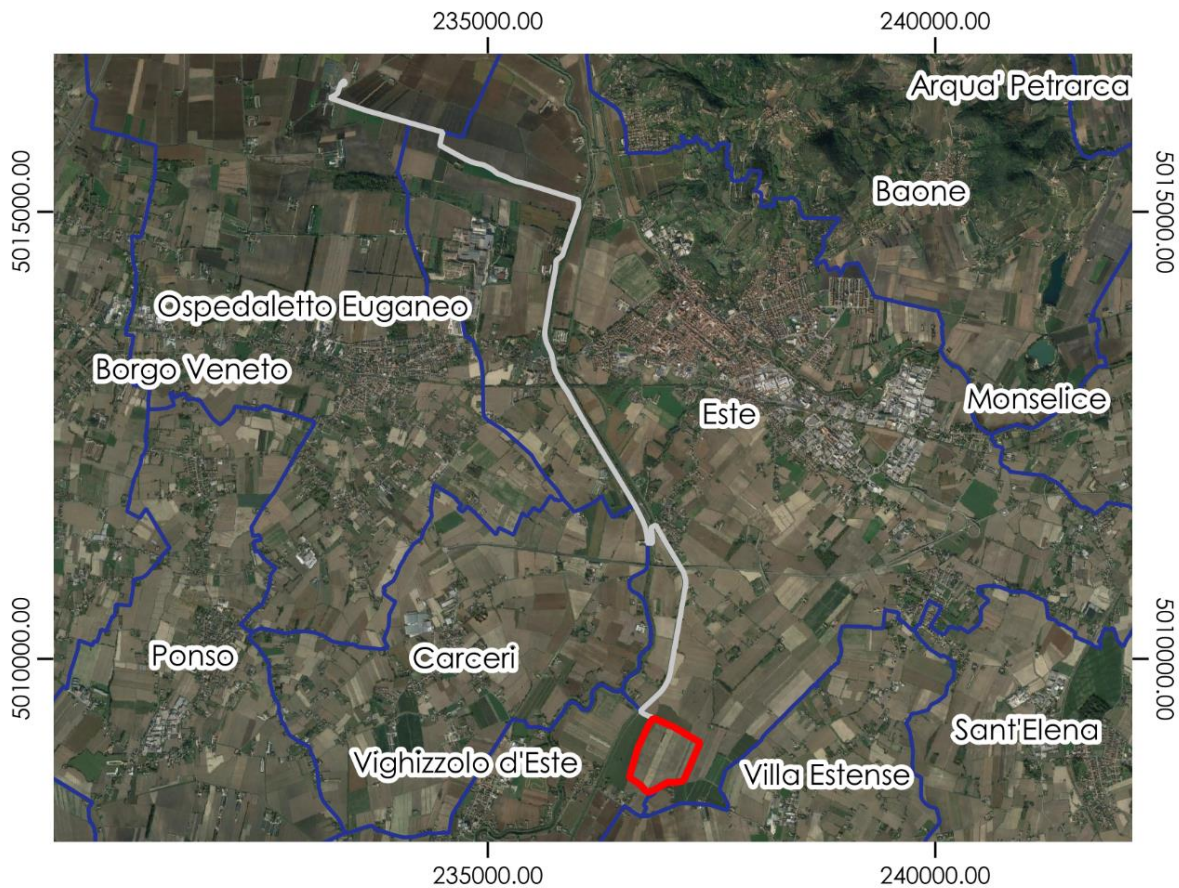 235000.00
240000.00
Arqua' Petrarca
5015000.00
5015000.00
Baone
Ospedaletto Euganeo
Borgo Veneto
Monselice
Este
5010000.00
5010000.00
Ponso
Carceri
Sant'Elena
Vighizzolo d'Este
Villa Estense
235000.00
240000.00